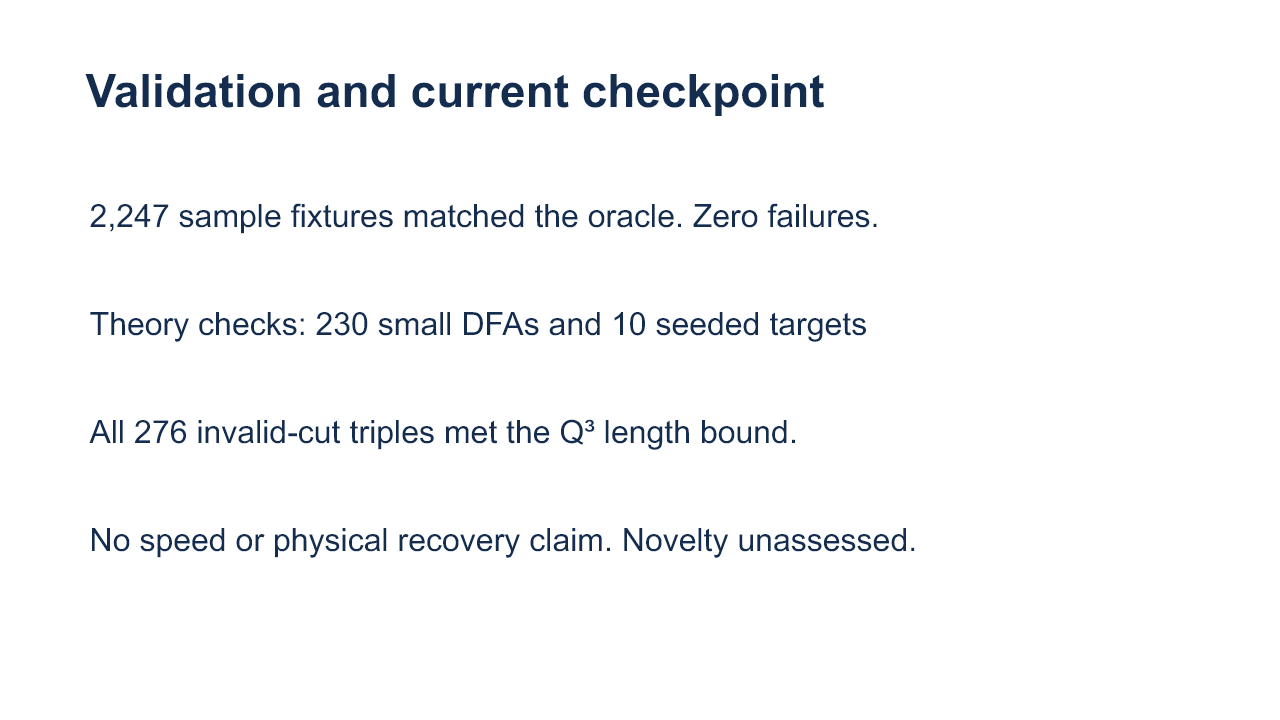 Validation and current checkpoint
2,247 sample fixtures matched the oracle. Zero failures.
Theory checks: 230 small DFAs and 10 seeded targets
All 276 invalid-cut triples met the Q³ length bound.
No speed or physical recovery claim. Novelty unassessed.